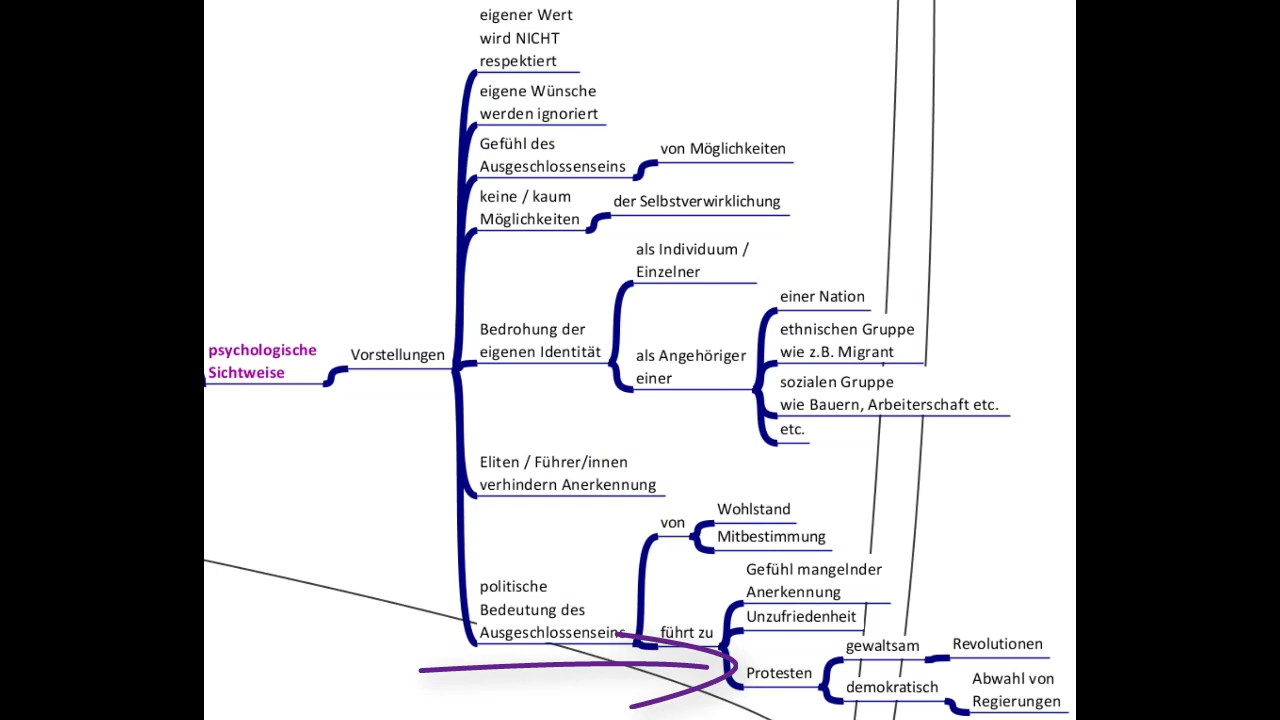 eigener Wert
wird NICHT
respektiert
eigene Wünsche
werden ignoriert
Gefühl des
Ausgeschlossenseins
von Möglichkeiten
keine / kaum
Möglichkeiten
der Selbstverwirklichung
als Individuum /
Einzelner
einer Nation
Bedrohung der
eigenen Identität
ethnischen Gruppe
wie z.B. Migrant
psychologische
Sichtweise
Vorstellungen
als Angehöriger
einer
sozialen Gruppe
wie Bauern, Arbeiterschaft etc.
etc.
Eliten / Führer/innen
verhindern Anerkennung
von
Wohlstand
Mitbestimmung
politische
Bedeutung des
Ausgeschlossenseins
führt zu
Gefühl mangelnder
Anerkennung
Unzufriedenheit
Protesten
gewaltsam
Revolutionen
demokratisch
Abwahl von
Regierungen